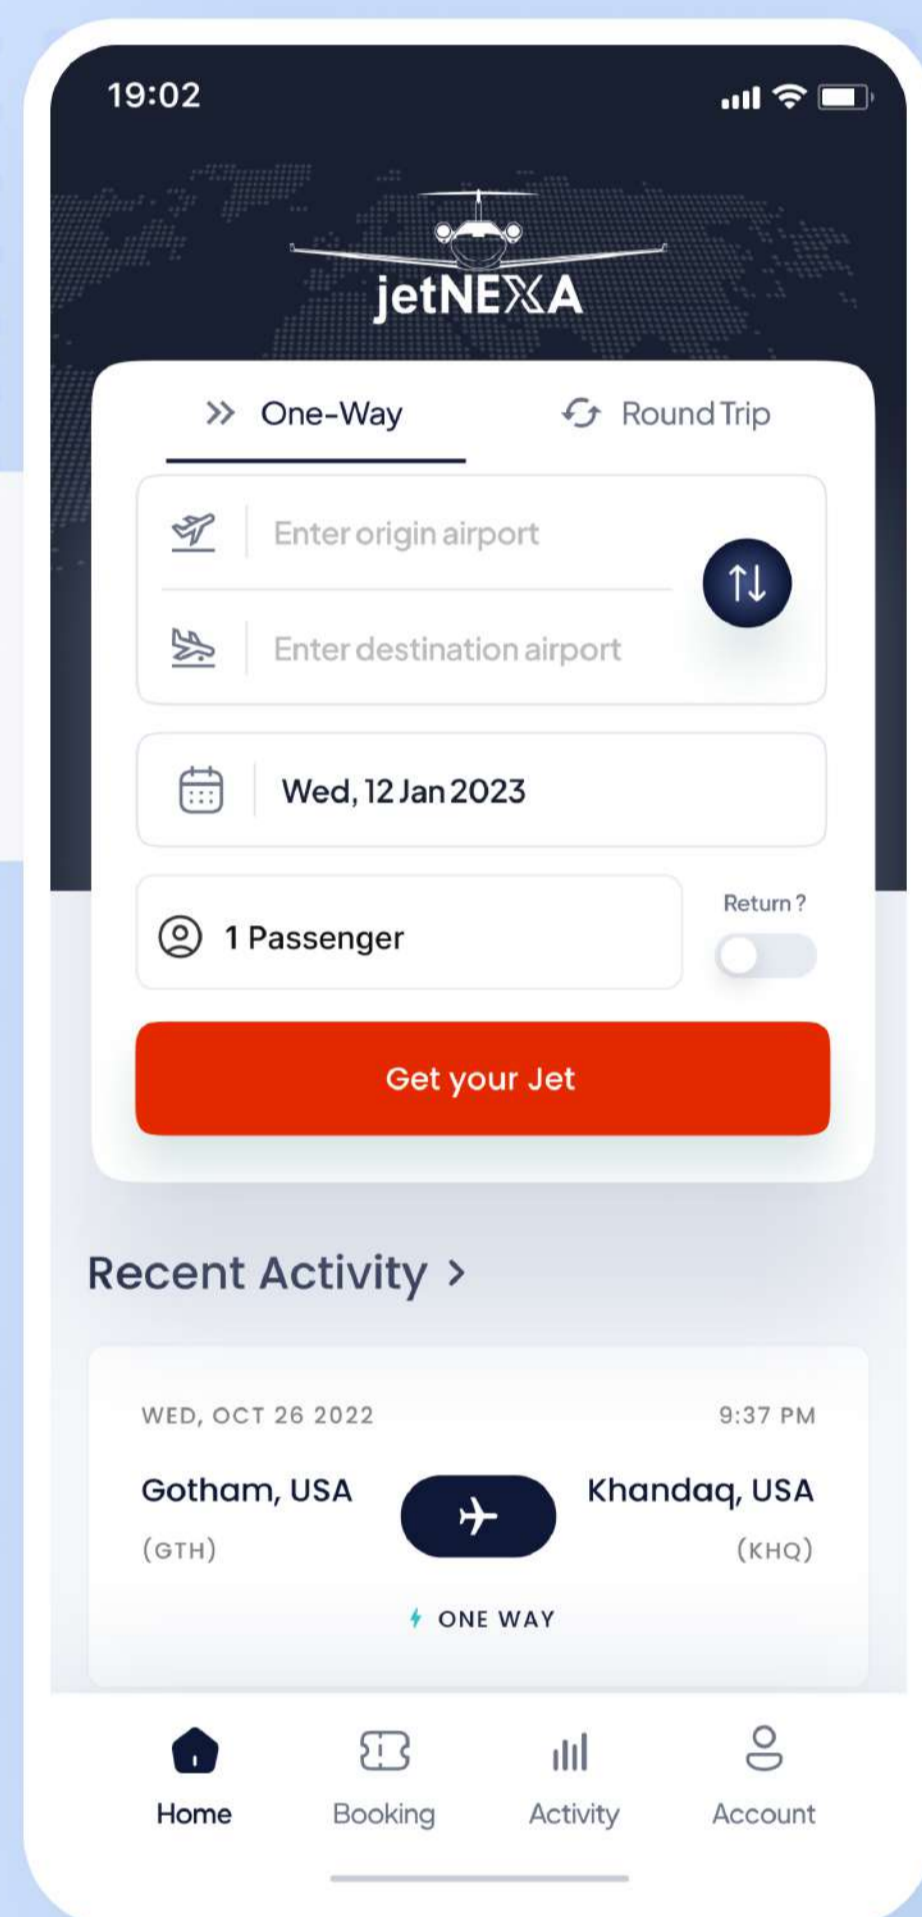 19:02
jetNEXA
One-Way
Round Trip
Enter origin airport
Enter destination airport
Wed, 12 Jan 2023
1 Passenger
Return ?
Get your Jet
Recent Activity >
WED, OCT 26 2022
9:37 PM
Gotham, USA
Khandaq, USA
(GTH)
(KHQ)
ONE WAY
Home
Booking
Activity
Account